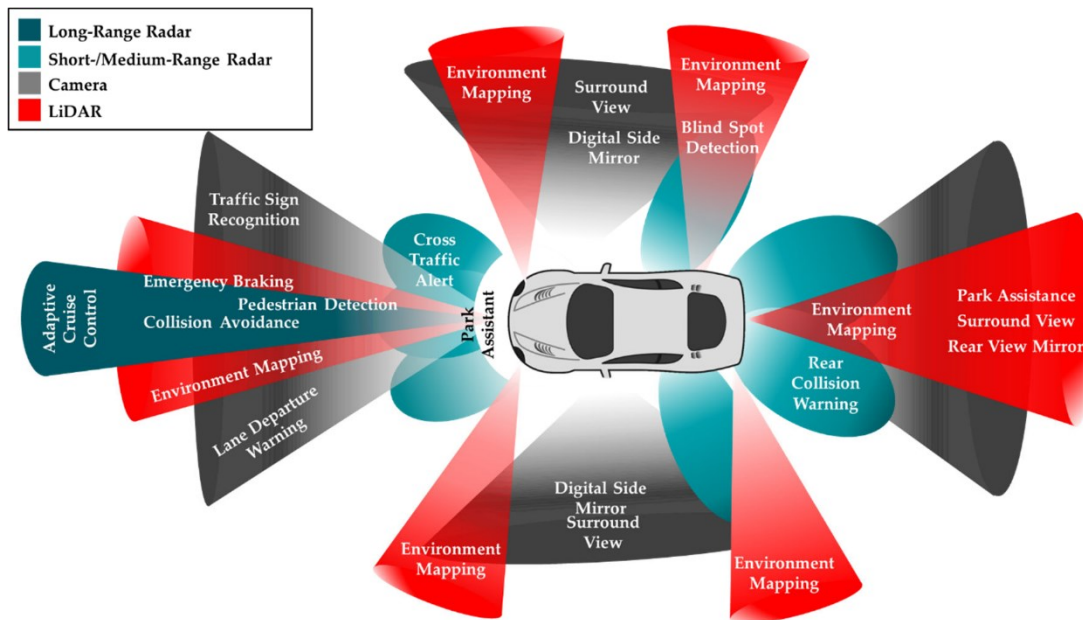 Long-Range Radar
Short-/Medium-Range Radar
Camera
LiDAR
Environment
Mapping
Surround
View
Digital Side
Mirror
Environment
Mapping
Blind Spot
Detection
Traffic Sign
Recognition
Cross
Traffic
Alert
Adaptive
Cruise
Control
Emergency Braking
Pedestrian Detection
Collision Avoidance
Environment Mapping
Lane Departure
Warning
Park
Assistant
Environment
Mapping
Rear
Collision
Warning
Park Assistance
Surround View
Rear View Mirror
Digital Side
Mirror
Surround
View
Environment
Mapping
Environment
Mapping